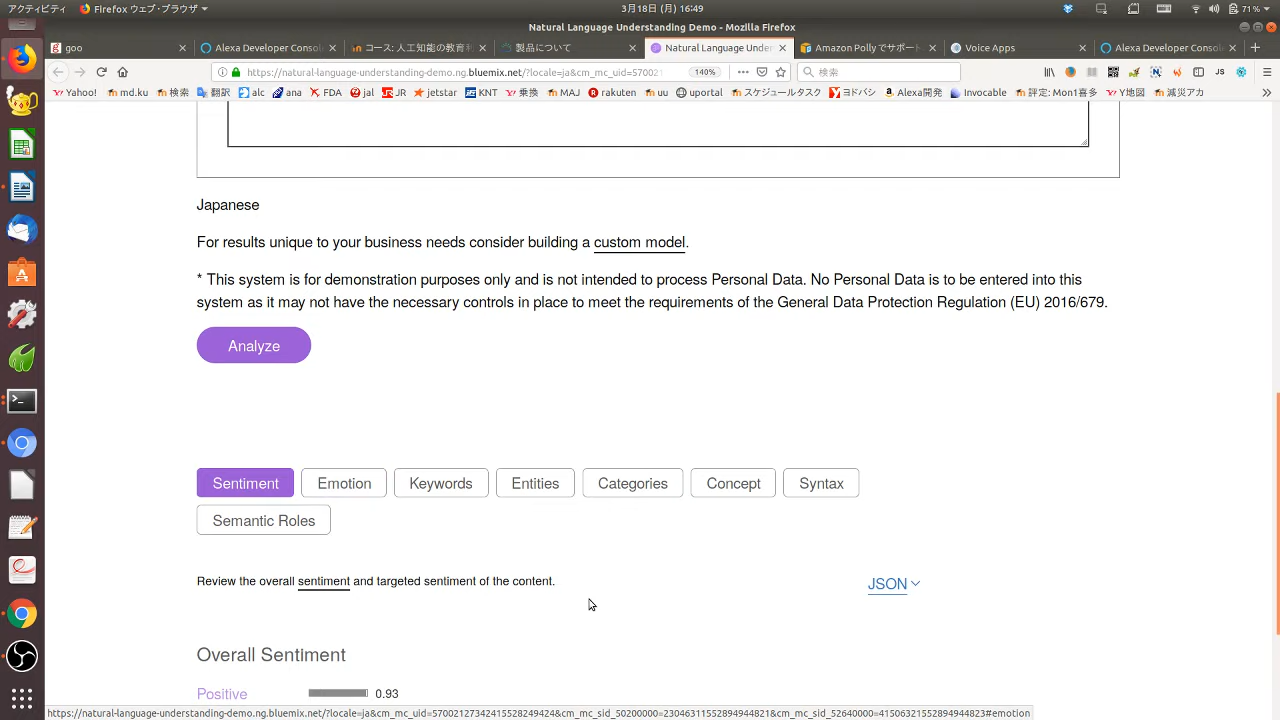 アクティビティ
Firefox ウェブ・ブラウザ
3月18日 (月) 16:49
71%
Natural Language Understanding Demo - Mozilla Firefox
goo
Alexa Developer Consol
コース: 人工知能の教育利
製品について
Natural Language Under
Amazon Polly でサポート
Voice Apps
Alexa Developer Consol
https://natural-language-understanding-demo.ng.bluemix.net/?locale=ja&cm_mc_uid=57002
140%
検索
Yahoo! md.ku 検索 翻訳 alc ana FDA jal JR jetstar KNT 乗換 MAJ rakuten uu uportal スケジュールタスク ヨドバシ Alexa開発 Invocable 評定: Mon1喜多 Y地図 減災アカ
Japanese
For results unique to your business needs consider building a custom model.
* This system is for demonstration purposes only and is not intended to process Personal Data. No Personal Data is to be entered into this
system as it may not have the necessary controls in place to meet the requirements of the General Data Protection Regulation (EU) 2016/679.
Analyze
Sentiment Emotion Keywords Entities Categories Concept Syntax
Semantic Roles
Review the overall sentiment and targeted sentiment of the content.
JSON
Overall Sentiment
Positive 0.93
https://natural-language-understanding-demo.ng.bluemix.net/?locale=ja&cm_mc_uid=57002127342415528249424&cm_mc_sid_50200000=23046311552894944821&cm_mc_sid_52640000=41506321552894944823#emotion